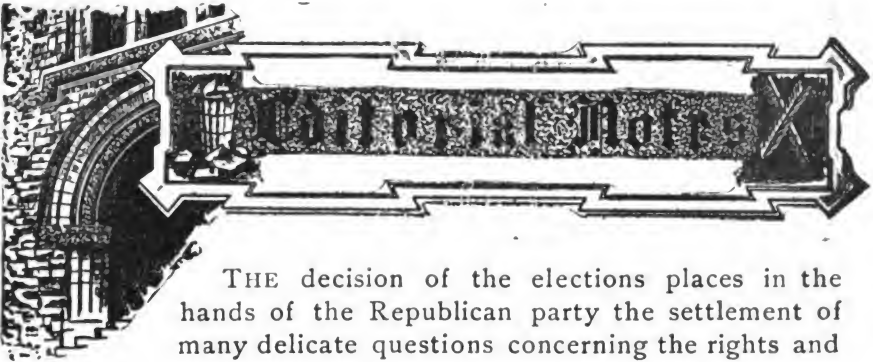 Editorial Notes
THE decision of the elections places in the
hands of the Republican party the settlement of
many delicate questions concerning the rights and